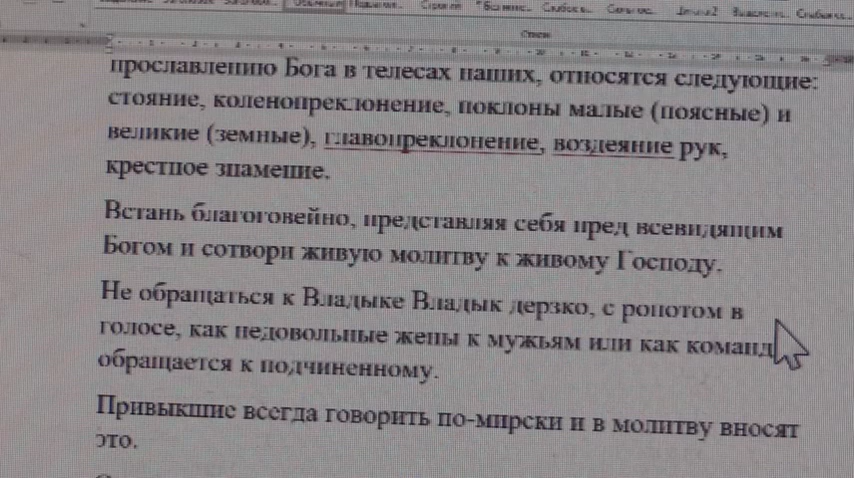 прославлению Бога в телесах наших, относятся следующие:
стояние, коленопреклонение, поклоны малые (поясные) и
великие (земные), главопреклонение, воздеяние рук,
крестное знамение.
Встань благоговейно, представляя себя пред всевидящим
Богом и сотвори живую молитву к живому Господу.
Не обращаться к Владыке Владык дерзко, с ропотом в
голосе, как недовольные жены к мужьям или как команд
обращается к подчиненному.
Привыкшие всегда говорить по-мирски и в молитву вносят
это.